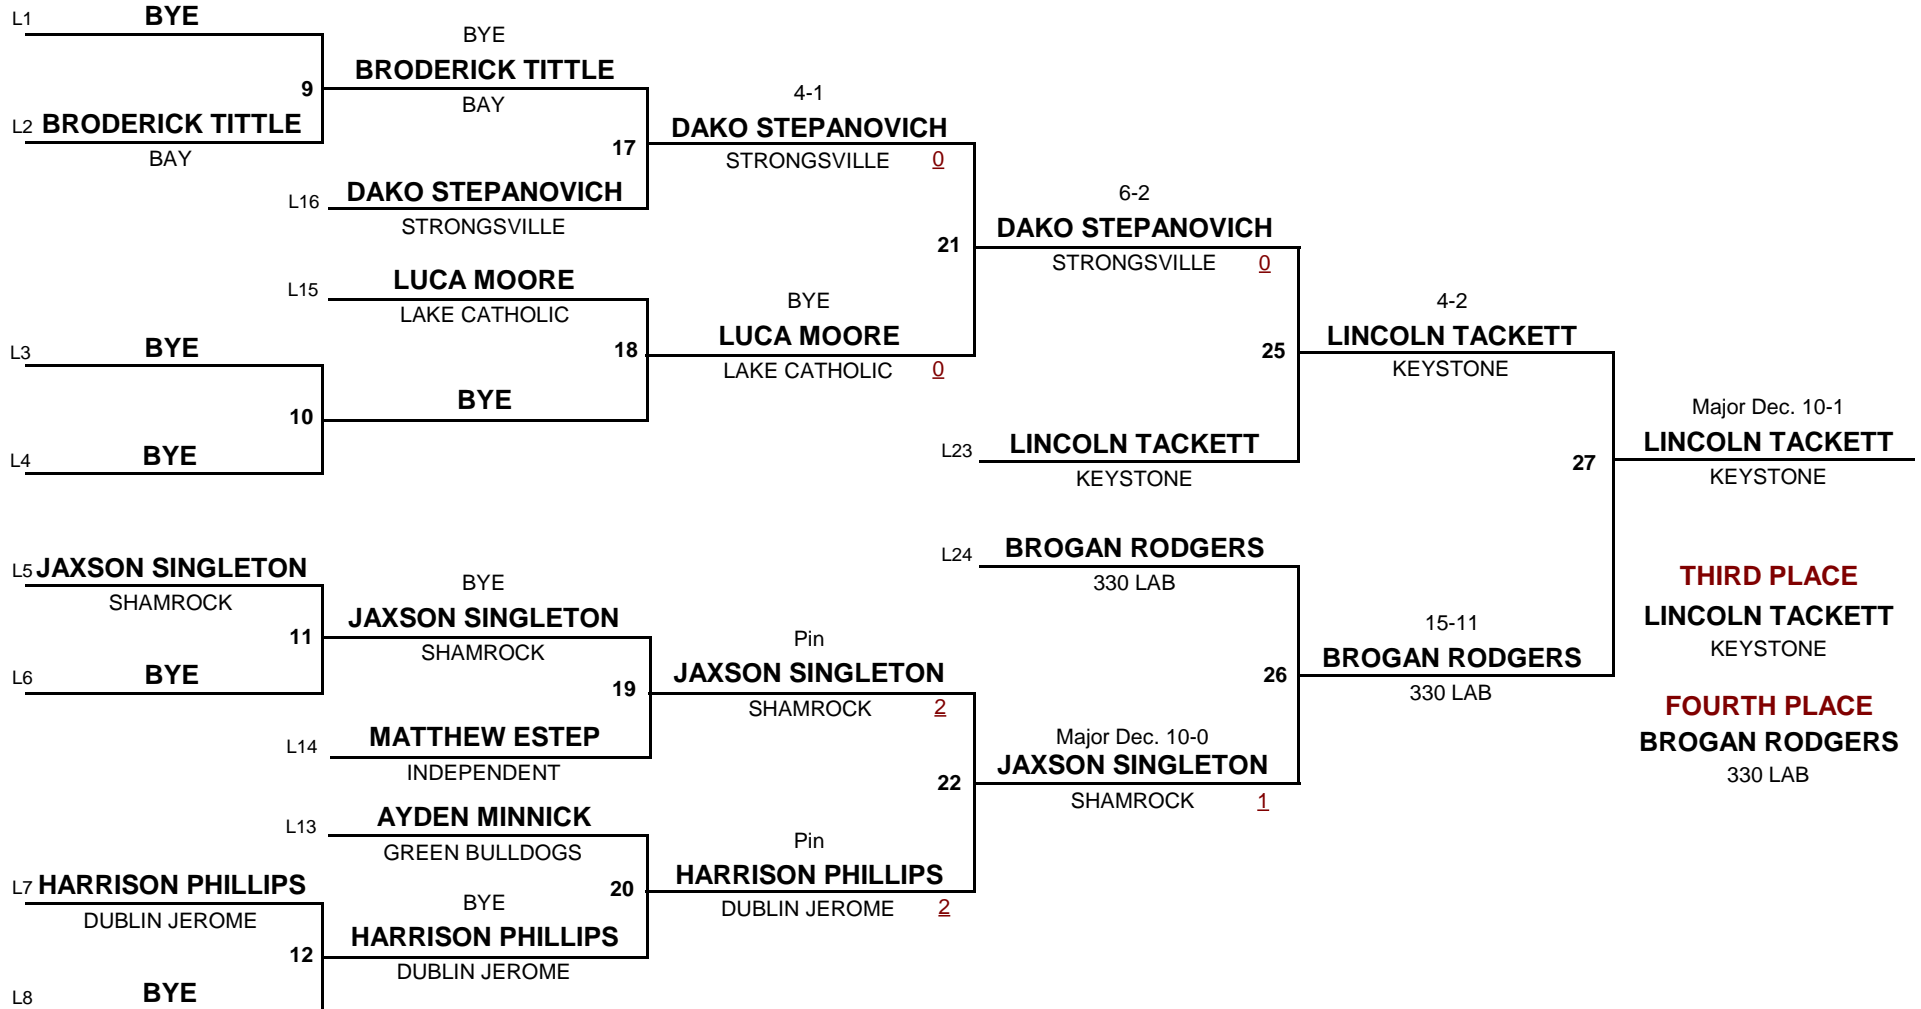 L1 BYE
BYE
BRODERICK TITTLE
9
BAY
L2 BRODERICK TITTLE
BAY
4-1
DAKO STEPANOVICH
17
STRONGSVILLE 0
L16 DAKO STEPANOVICH
STRONGSVILLE
6-2
DAKO STEPANOVICH
21
STRONGSVILLE 0
L15 LUCA MOORE
LAKE CATHOLIC
BYE
LUCA MOORE
18
LAKE CATHOLIC 0
L3 BYE
10
BYE
L4 BYE
4-2
LINCOLN TACKETT
25
KEYSTONE
L23 LINCOLN TACKETT
KEYSTONE
Major Dec. 10-1
LINCOLN TACKETT
27
KEYSTONE
L5 JAXSON SINGLETON
SHAMROCK
BYE
JAXSON SINGLETON
11
SHAMROCK
L6 BYE
Pin
JAXSON SINGLETON
19
SHAMROCK 2
L14 MATTHEW ESTEP
INDEPENDENT
L24 BROGAN RODGERS
330 LAB
15-11
BROGAN RODGERS
26
330 LAB
Major Dec. 10-0
JAXSON SINGLETON
22
SHAMROCK 1
L13 AYDEN MINNICK
GREEN BULLDOGS
Pin
HARRISON PHILLIPS
20
DUBLIN JEROME 2
L7 HARRISON PHILLIPS
DUBLIN JEROME
BYE
HARRISON PHILLIPS
12
DUBLIN JEROME
L8 BYE
THIRD PLACE
LINCOLN TACKETT
KEYSTONE
FOURTH PLACE
BROGAN RODGERS
330 LAB